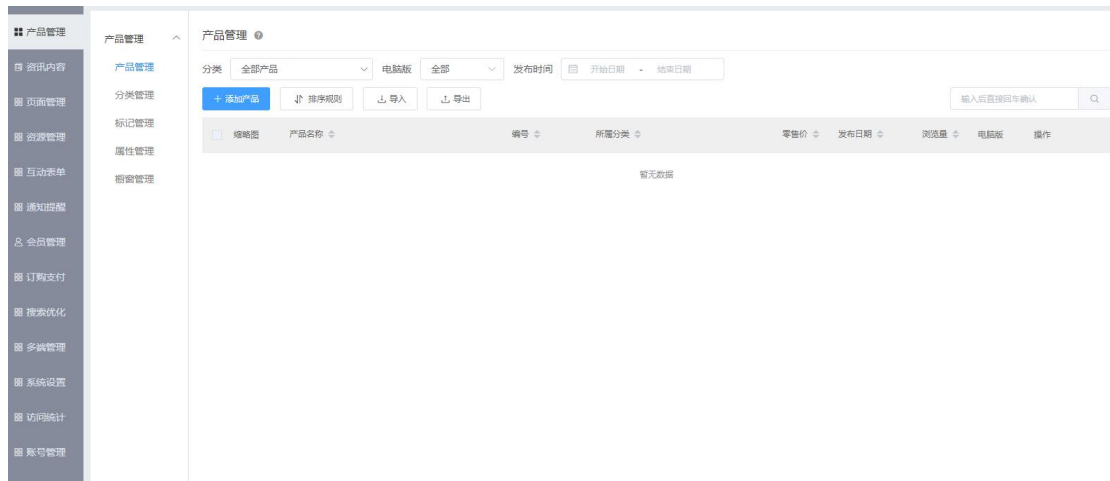 产品管理
资讯内容
页面管理
资源管理
互动表单
通知提醒
会员管理
订购支付
搜索优化
多端管理
系统设置
访问统计
账号管理
产品管理
产品管理
分类管理
标记管理
属性管理
橱窗管理
产品管理
分类 全部产品 电脑版 全部 发布时间 开始日期 - 结束日期
+ 添加产品 排序规则 导入 导出 输入后直接回车确认
缩略图 产品名称 编号 所属分类 零售价 发布日期 浏览量 电脑版 操作
暂无数据